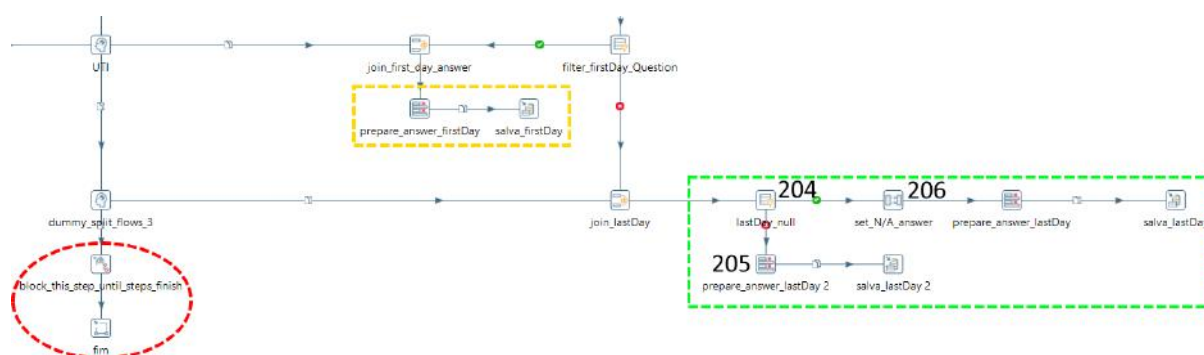 UTI
join_first_day_answer
filter_firstDay_Question
prepare_answer_firstDay
salva_firstDay
204
206
dummy_split_flows_3
join_lastDay
lastDay_null
set_N/A_answer
prepare_answer_lastDay
salva_lastDa
205
block_this_step_until_steps_finish
prepare_answer_lastDay 2
salva_lastDay 2
fim